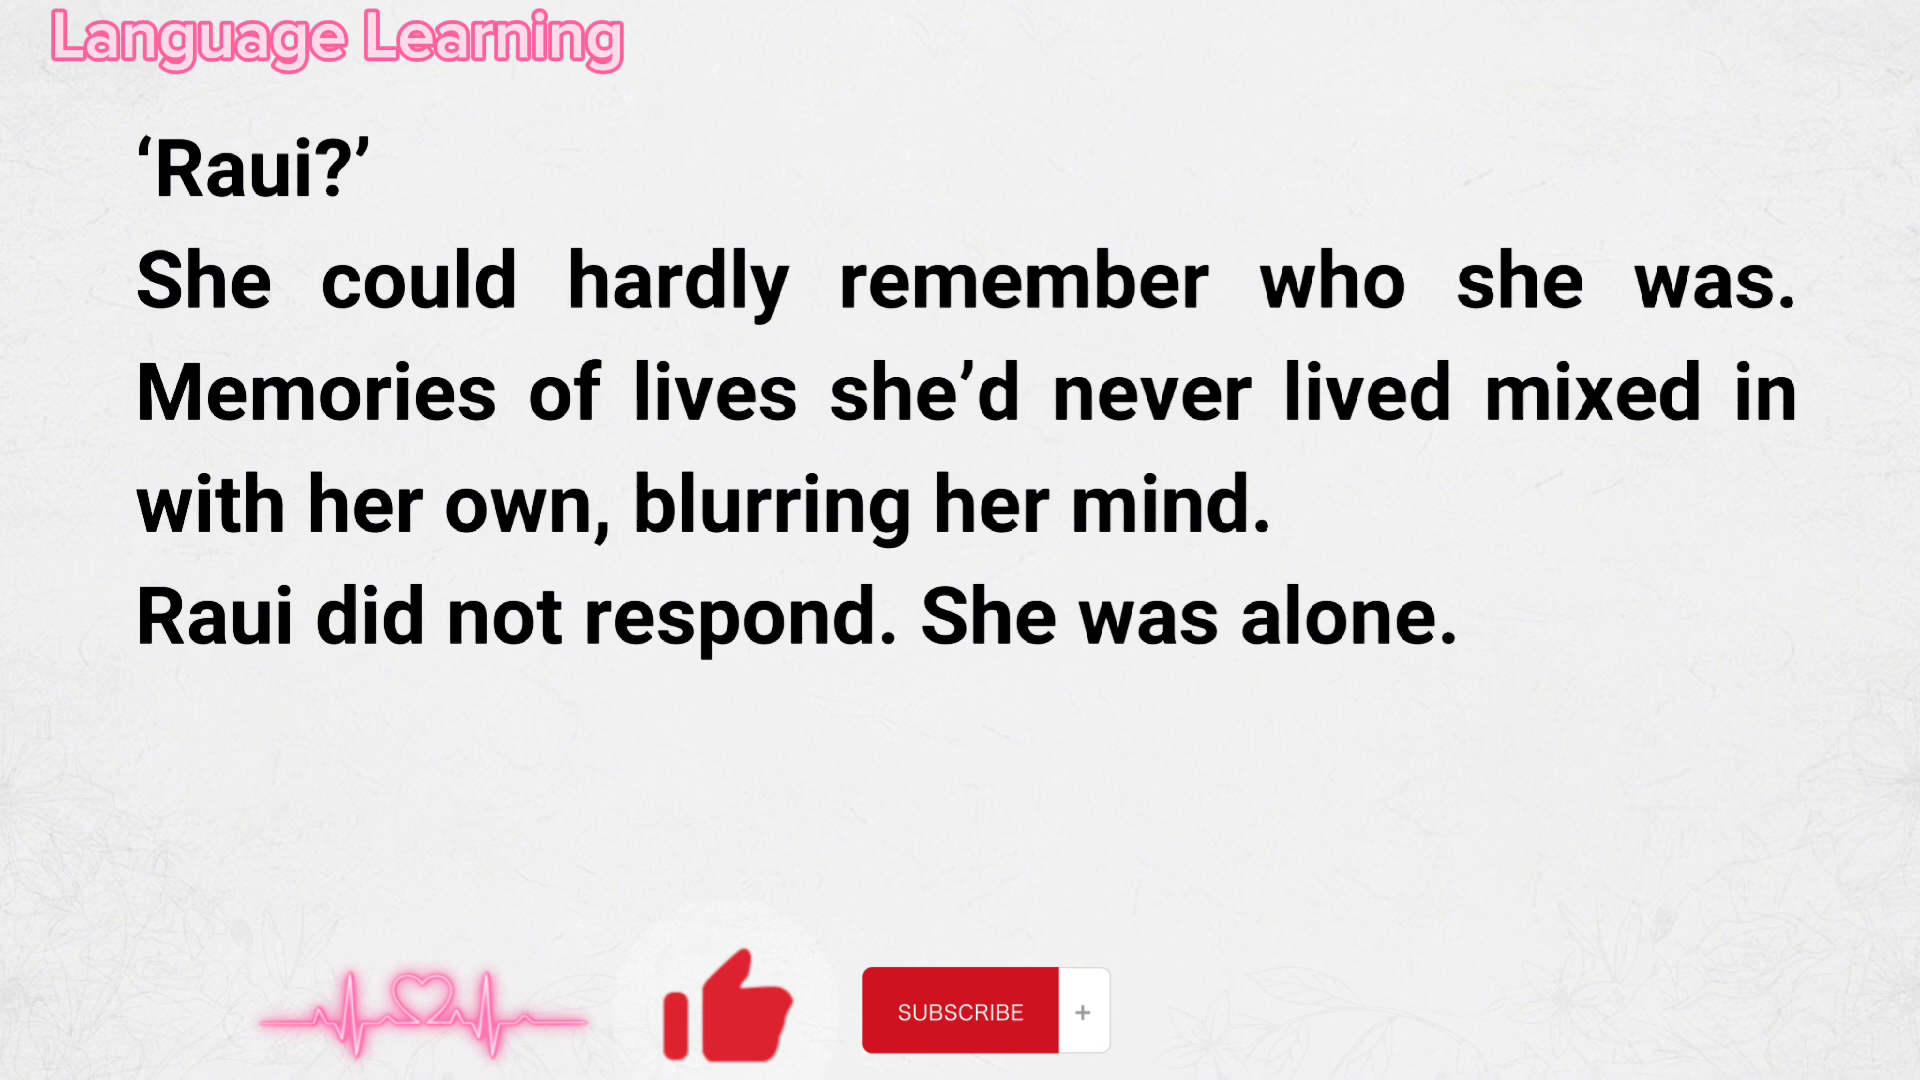 Language Learning
‘Raui?’
She could hardly remember who she was.
Memories of lives she’d never lived mixed in
with her own, blurring her mind.
Raui did not respond. She was alone.
SUBSCRIBE +